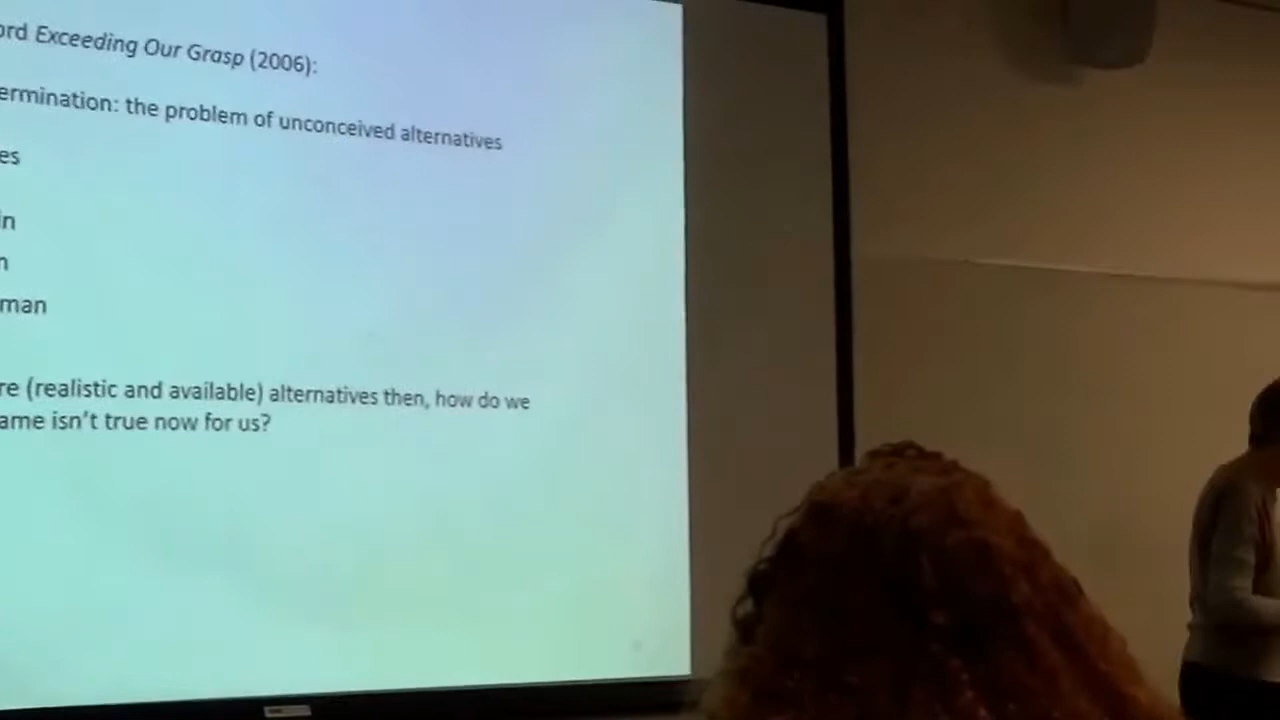 ord Exceeding Our Grasp (2006):
ermination: the problem of unconceived alternatives
es
in
n
man
re (realistic and available) alternatives then, how do we
ame isn't true now for us?